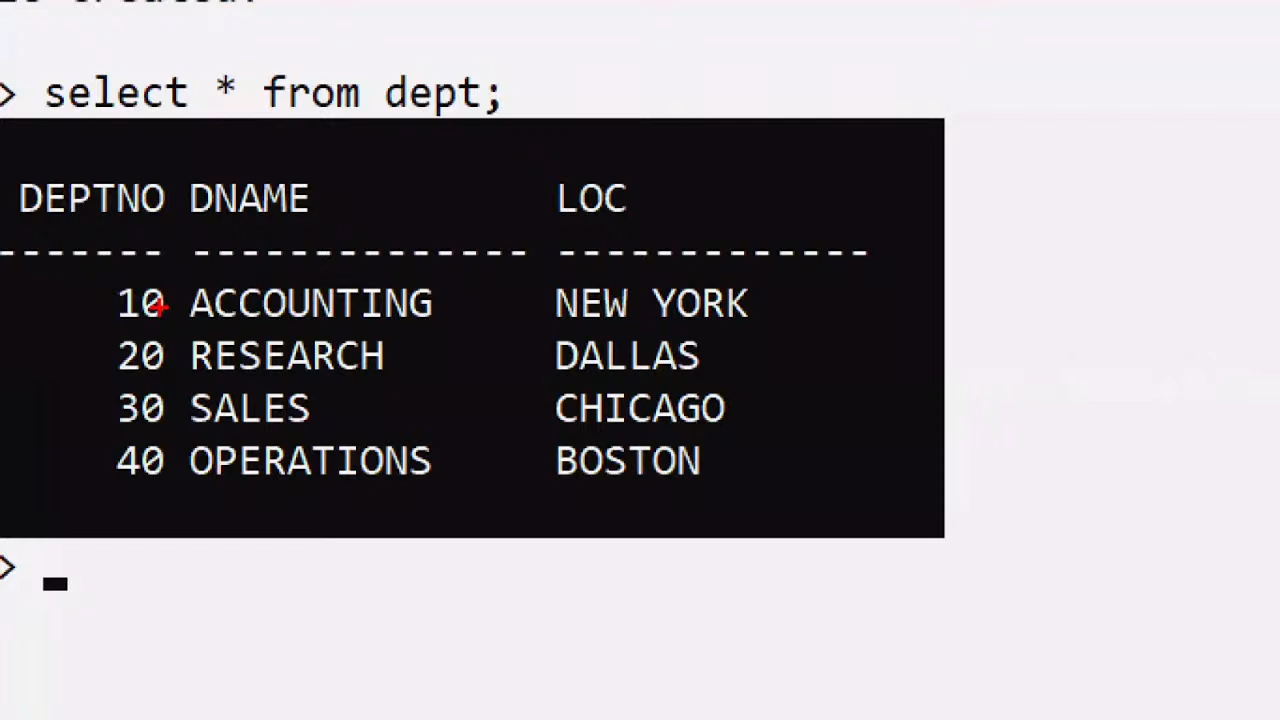 > select * from dept;
DEPTNO DNAME LOC
------- -------------- -------------
10 ACCOUNTING NEW YORK
20 RESEARCH DALLAS
30 SALES CHICAGO
40 OPERATIONS BOSTON
>